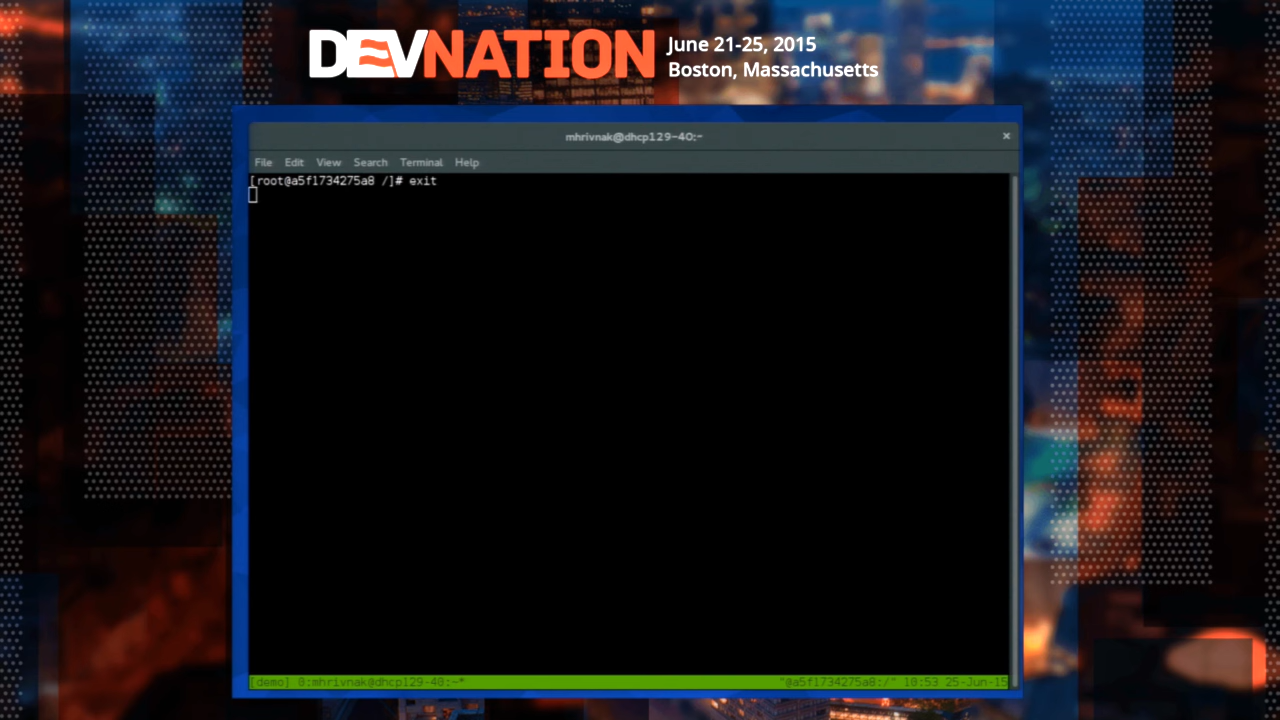 DEVNATION
June 21-25, 2015
Boston, Massachusetts
mhrivnak@dhcp129-40:~
File Edit View Search Terminal Help
[root@a5f1734275a8 /]# exit
[demo] 0:mhrivnak@dhcp129-40:~* "@a5f1734275a8:/" 10:53 25-Jun-15